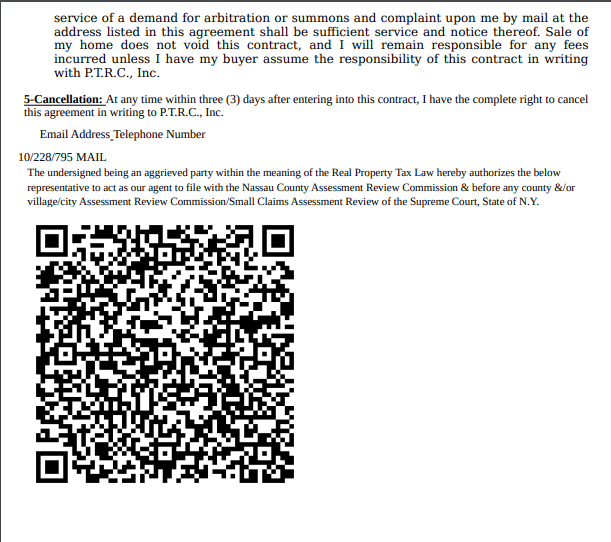 service of a demand for arbitration or summons and complaint upon me by mail at the
address listed in this agreement shall be sufficient service and notice thereof. Sale of
my home does not void this contract, and I will remain responsible for any fees
incurred unless I have my buyer assume the responsibility of this contract in writing
with P.T.R.C., Inc.
5-Cancellation: At any time within three (3) days after entering into this contract, I have the complete right to cancel
this agreement in writing to P.T.R.C., Inc.
Email Address Telephone Number
10/228/795 MAIL
The undersigned being an aggrieved party within the meaning of the Real Property Tax Law hereby authorizes the below
representative to act as our agent to file with the Nassau County Assessment Review Commission & before any county &/or
village/city Assessment Review Commission/Small Claims Assessment Review of the Supreme Court, State of N.Y.